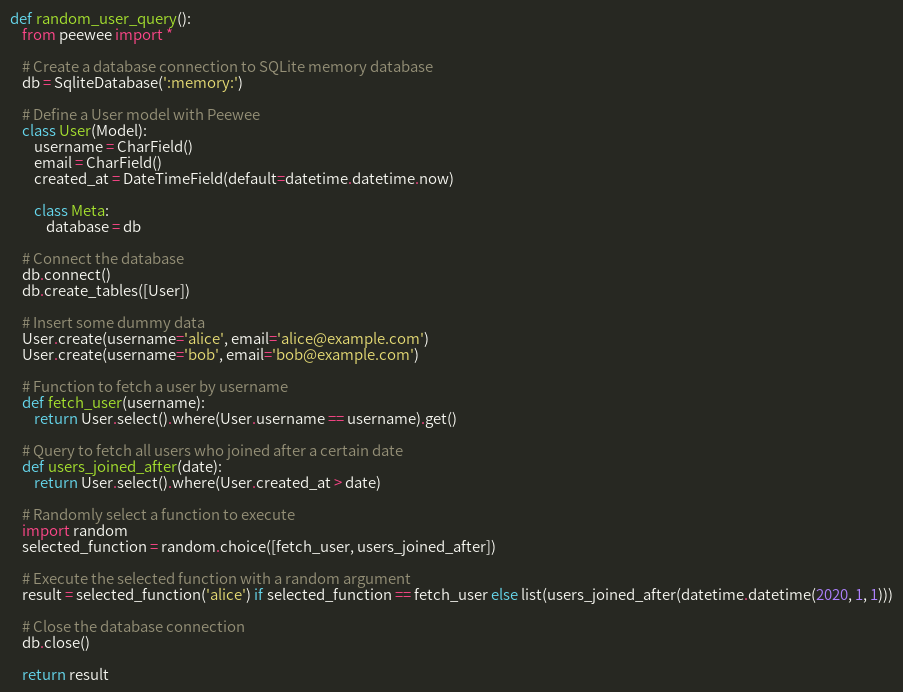 def random_user_query():
    from peewee import *

    # Create a database connection to SQLite memory database
    db = SqliteDatabase(':memory:')

    # Define a User model with Peewee
    class User(Model):
        username = CharField()
        email = CharField()
        created_at = DateTimeField(default=datetime.datetime.now)

        class Meta:
            database = db

    # Connect the database
    db.connect()
    db.create_tables([User])

    # Insert some dummy data
    User.create(username='alice', email='alice@example.com')
    User.create(username='bob', email='bob@example.com')

    # Function to fetch a user by username
    def fetch_user(username):
        return User.select().where(User.username == username).get()

    # Query to fetch all users who joined after a certain date
    def users_joined_after(date):
        return User.select().where(User.created_at > date)

    # Randomly select a function to execute
    import random
    selected_function = random.choice([fetch_user, users_joined_after])

    # Execute the selected function with a random argument
    result = selected_function('alice') if selected_function == fetch_user else list(users_joined_after(datetime.datetime(2020, 1, 1)))

    # Close the database connection
    db.close()

    return result